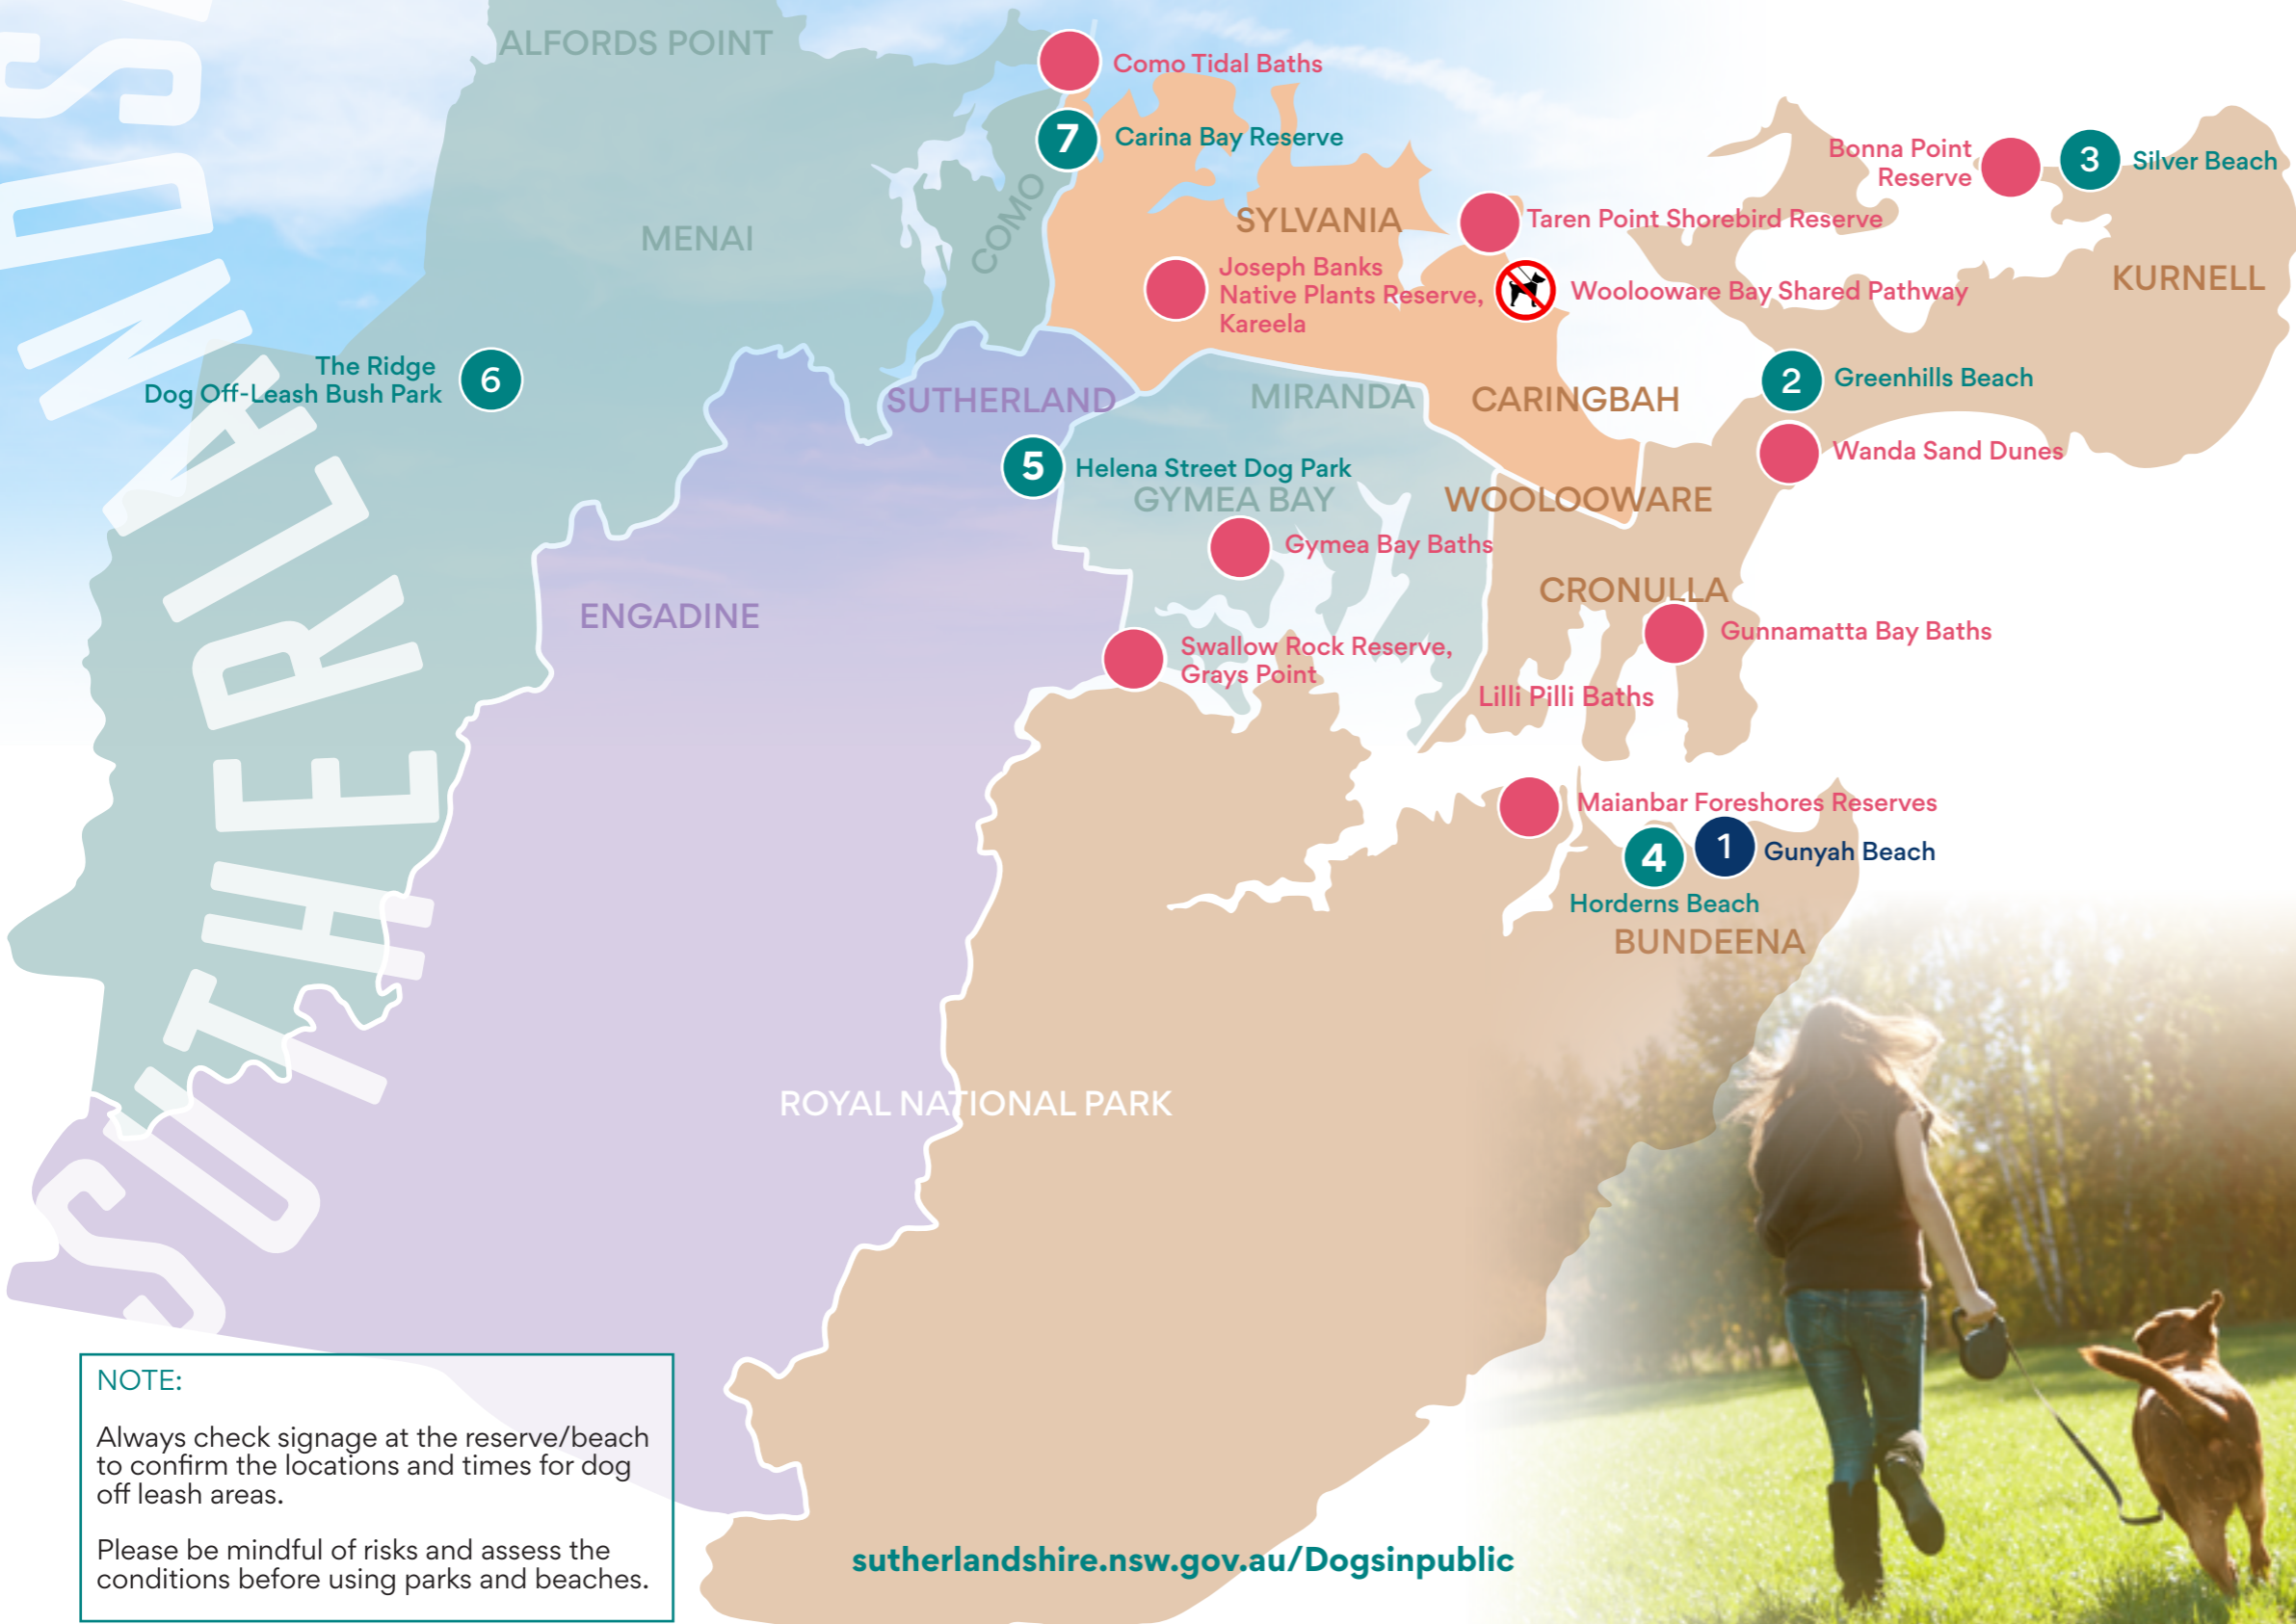 SUTHERLAND S
ALFORDS POINT
Como Tidal Baths
7
Carina Bay Reserve
COMO
MENAI
SYLVANIA
Bonna Point
Reserve
3
Silver Beach
Taren Point Shorebird Reserve
Joseph Banks
Native Plants Reserve,
Kareela
Woolooware Bay Shared Pathway
KURNELL
The Ridge
Dog Off-Leash Bush Park
6
SUTHERLAND
MIRANDA
CARINGBAH
2
Greenhills Beach
Wanda Sand Dunes
5
Helena Street Dog Park
GYMEA BAY
WOOLOOWARE
Gymea Bay Baths
CRONULLA
ENGADINE
Gunnamatta Bay Baths
Swallow Rock Reserve,
Grays Point
Lilli Pilli Baths
Maianbar Foreshores Reserves
4
1
Gunyah Beach
Horderns Beach
BUNDEENA
ROYAL NATIONAL PARK
NOTE:
Always check signage at the reserve/beach
to confirm the locations and times for dog
off leash areas.
Please be mindful of risks and assess the
conditions before using parks and beaches.
sutherlandshire.nsw.gov.au/Dogsinpublic